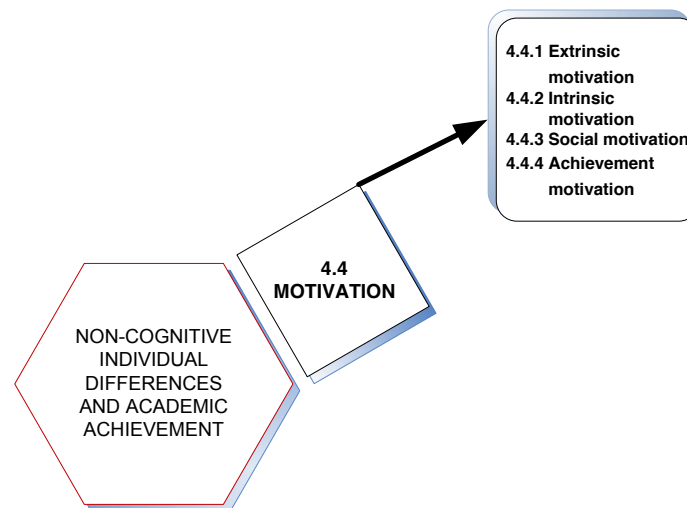 4.4.1 Extrinsic
motivation
4.4.2 Intrinsic
motivation
4.4.3 Social motivation
4.4.4 Achievement
motivation
4.4
MOTIVATION
NON-COGNITIVE
INDIVIDUAL
DIFFERENCES
AND ACADEMIC
ACHIEVEMENT